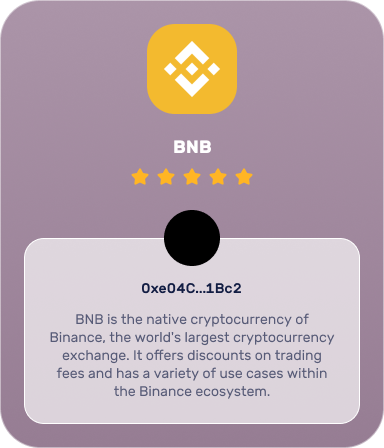 BNB
0xe04C...1Bc2
BNB is the native cryptocurrency of
Binance, the world's largest cryptocurrency
exchange. It offers discounts on trading
fees and has a variety of use cases within
the Binance ecosystem.